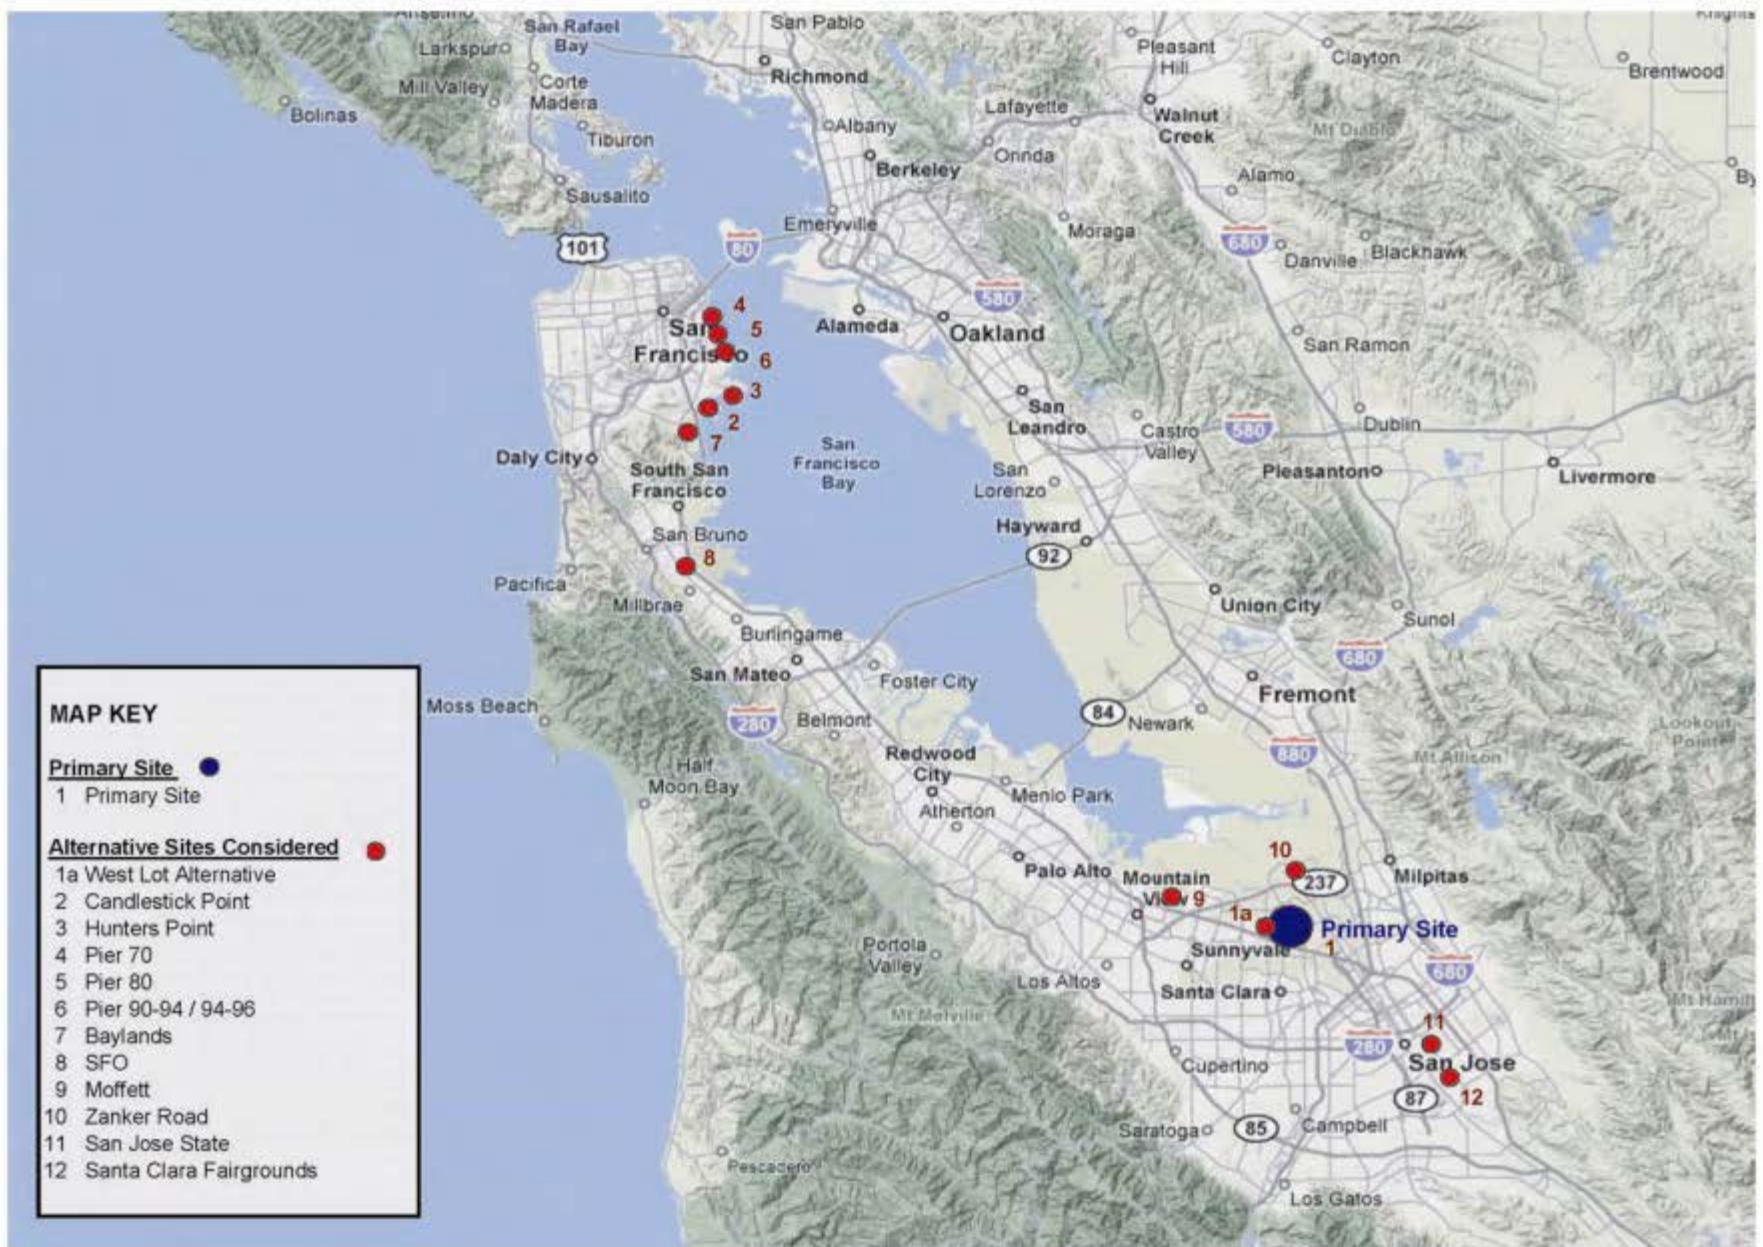 San Rafael
Bay
San Pablo
Larkspur
Richmond
Pleasant
Hill
Clayton
Brentwood
Mill Valley
Corte
Madera
Bolinas
Tiburon
Albany
Lafayette
Walnut
Creek
Mt Diablo
Berkeley
Orinda
Sausalito
Alamo
Emeryville
Moraga
101
80
680
Danville
Blackhawk
580
4
San
Francisco
5
6
Alameda
Oakland
San Ramon
3
2
7
San
Leandro
Castro
Valley
580
Dublin
Daly City
South San
Francisco
San
Francisco
Bay
San
Lorenzo
Pleasanton
Livermore
San Bruno
8
Hayward
92
Pacifica
Millbrae
Union City
Sunol
Burlingame
680
San Mateo
Foster City
Fremont
Moss Beach
280
Belmont
84
Newark
Lookout
Point
880
Mt Allison
Redwood
City
Half
Moon Bay
Menlo Park
Atherton
Palo Alto
Mountain
View
9
10
237
Milpitas
1a
Primary Site
1
Sunnyvale
Portola
Valley
Los Altos
680
Santa Clara
Mt Melville
11
280
San Jose
Cupertino
87
12
Saratoga
85
Campbell
Pescadero
Los Gatos
MAP KEY
Primary Site
1 Primary Site
Alternative Sites Considered
1a West Lot Alternative
2 Candlestick Point
3 Hunters Point
4 Pier 70
5 Pier 80
6 Pier 90-94 / 94-96
7 Baylands
8 SFO
9 Moffett
10 Zanker Road
11 San Jose State
12 Santa Clara Fairgrounds